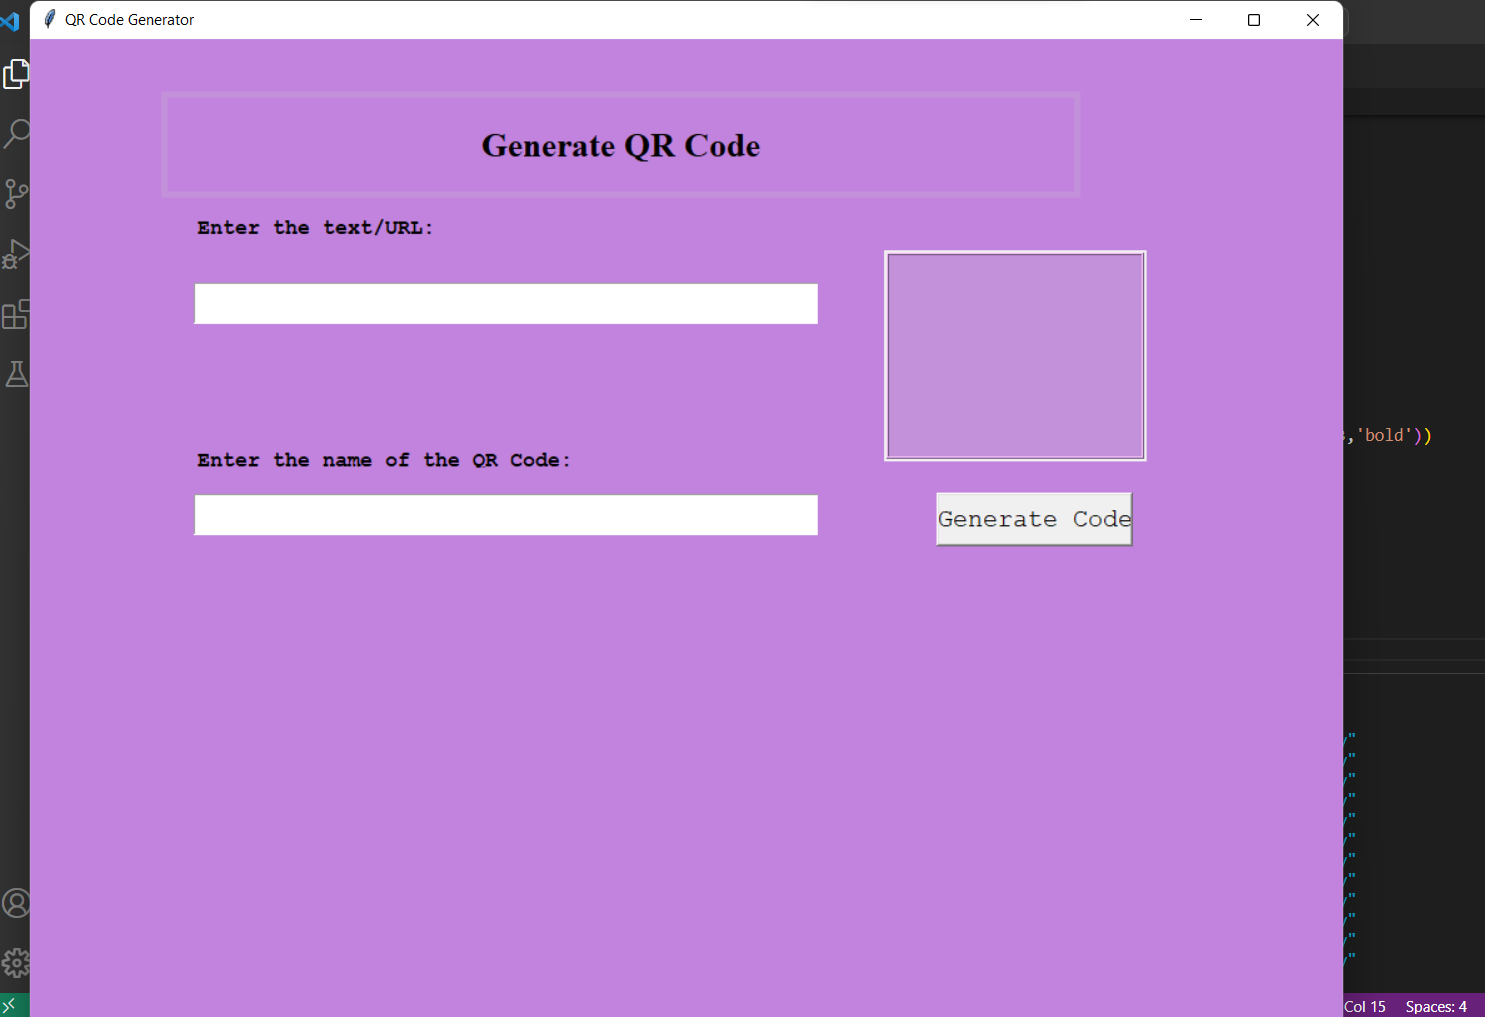 QR Code Generator
Generate QR Code
Enter the text/URL:
,'bold'))
Enter the name of the QR Code:
Generate Code
/"
/"
/"
/"
/"
/"
/"
/"
/"
/"
/"
/"
Col 15 Spaces: 4